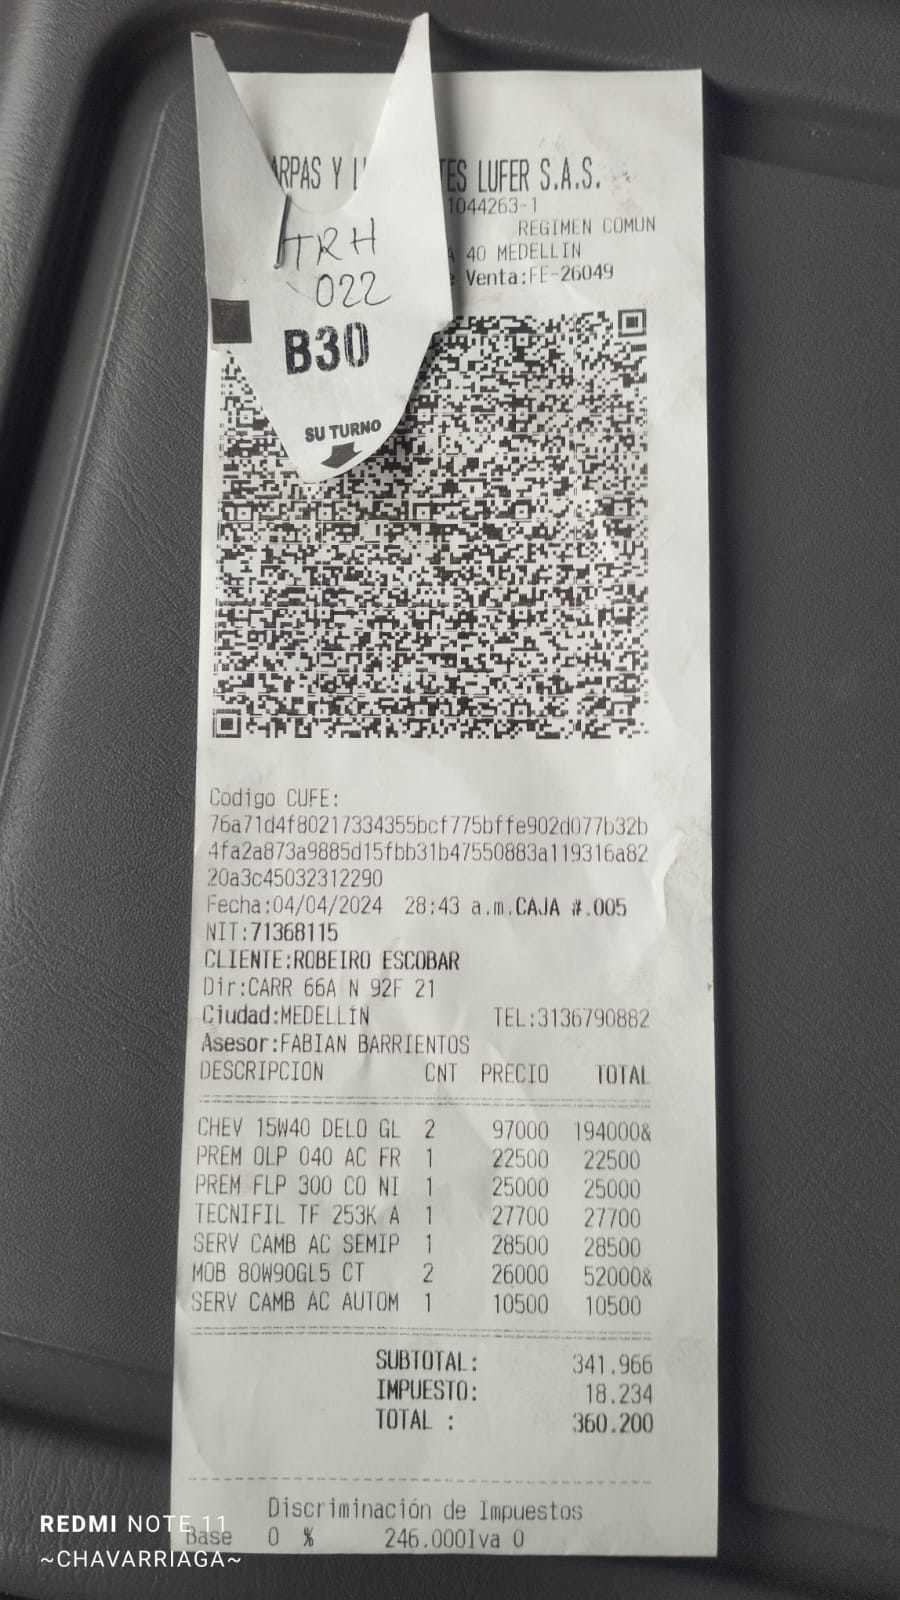 ARPAS Y L ES LUFER S.A.S.
1044263-1
REGIMEN COMUN
A 40 MEDELLIN
e Venta:FE-26049
TRH
022
B30
SU TURNO
Codigo CUFE:
76a71d4f80217334355bcf775bffe902d077b32b
4fa2a873a9885d15fbb31b47550883a119316a82
20a3c45032312290
Fecha:04/04/2024 28:43 a.m.CAJA #.005
NIT:71368115
CLIENTE:ROBEIRO ESCOBAR
Dir:CARR 66A N 92F 21
Ciudad:MEDELLÍN TEL:3136790882
Asesor:FABIAN BARRIENTOS
DESCRIPCION CNT PRECIO TOTAL
CHEV 15W40 DELO GL 2 97000 194000&
PREM OLP 040 AC FR 1 22500 22500
PREM FLP 300 CO NI 1 25000 25000
TECNIFIL TF 253K A 1 27700 27700
SERV CAMB AC SEMIP 1 28500 28500
MOB 80W90GL5 CT 2 26000 52000&
SERV CAMB AC AUTOM 1 10500 10500
SUBTOTAL: 341.966
IMPUESTO: 18.234
TOTAL : 360.200
Discriminación de Impuestos
Base 0 % 246.000Iva 0
REDMI NOTE 11
~CHAVARRIAGA~